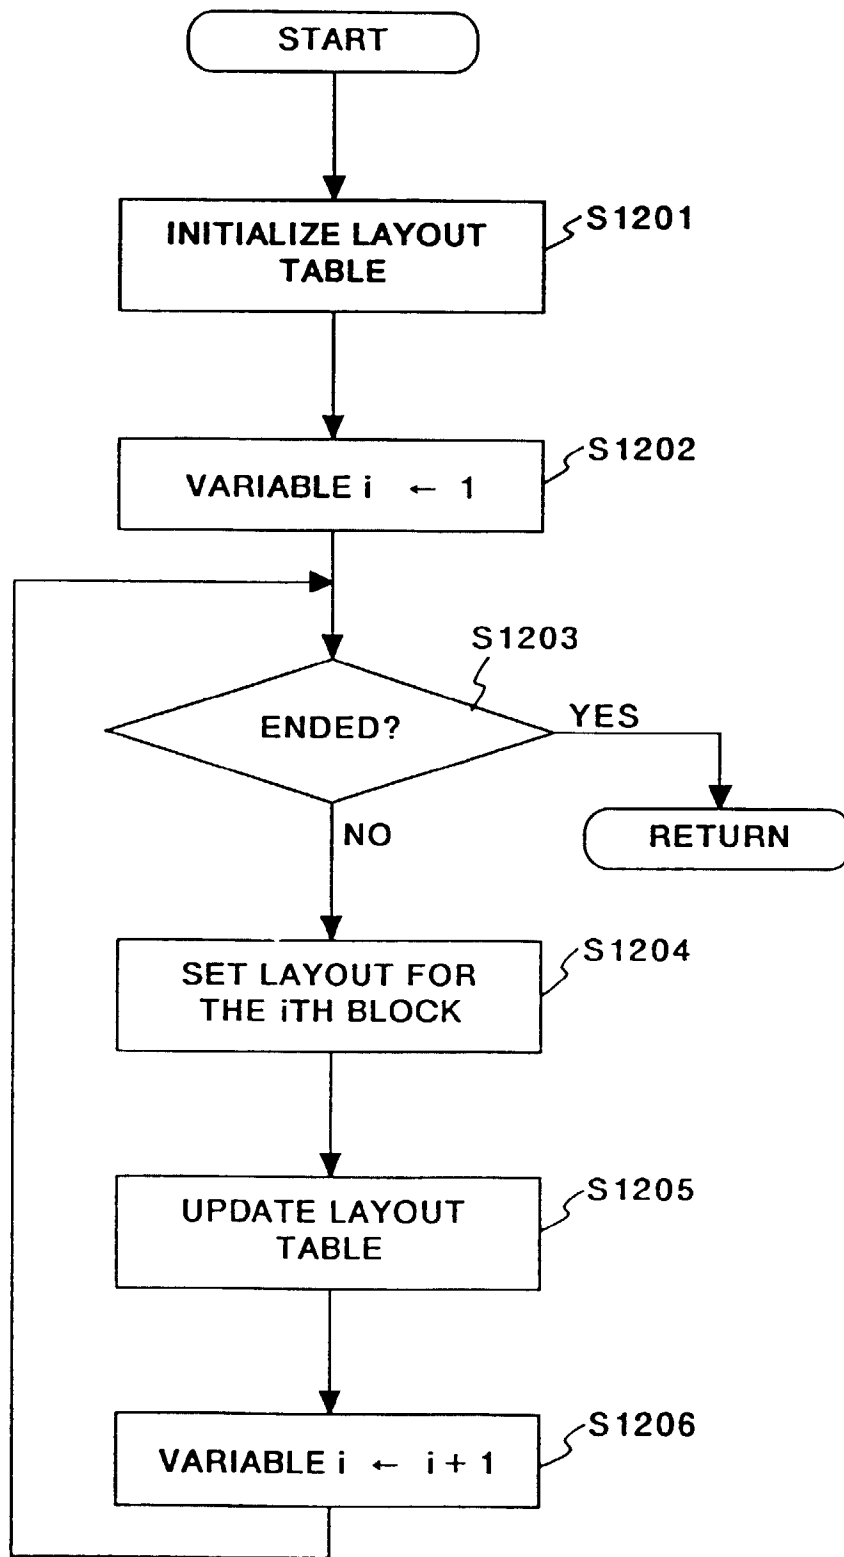 START
S1201
INITIALIZE LAYOUT
TABLE
S1202
VARIABLE i ← 1
S1203
ENDED?
YES
NO
RETURN
S1204
SET LAYOUT FOR
THE iTH BLOCK
S1205
UPDATE LAYOUT
TABLE
S1206
VARIABLE i ← i + 1